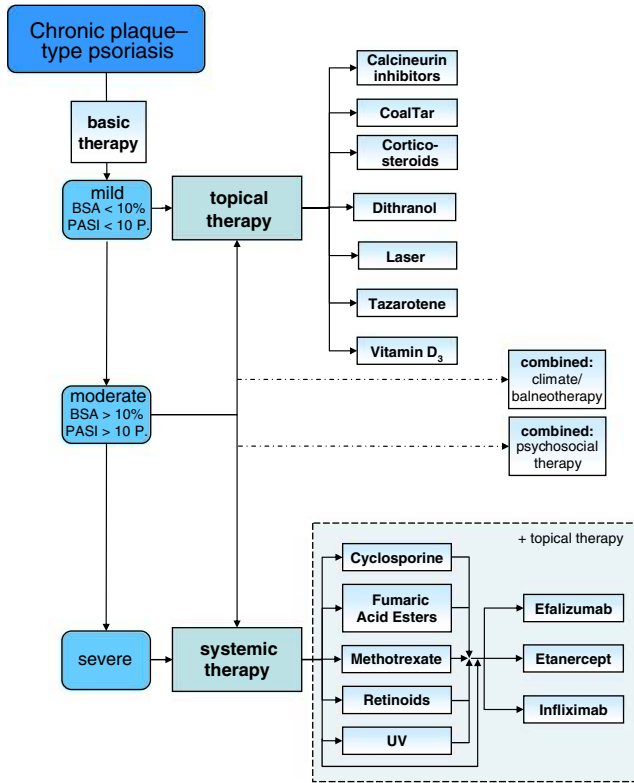 Chronic plaque–
type psoriasis
basic
therapy
mild
BSA < 10%
PASI < 10 P.
topical
therapy
Calcineurin
inhibitors
CoalTar
Cortico-
steroids
Dithranol
Laser
Tazarotene
Vitamin D3
combined:
climate/
balneotherapy
moderate
BSA > 10%
PASI > 10 P.
combined:
psychosocial
therapy
+ topical therapy
Cyclosporine
Fumaric
Acid Esters
Efalizumab
severe
systemic
therapy
Methotrexate
Etanercept
Retinoids
Infliximab
UV